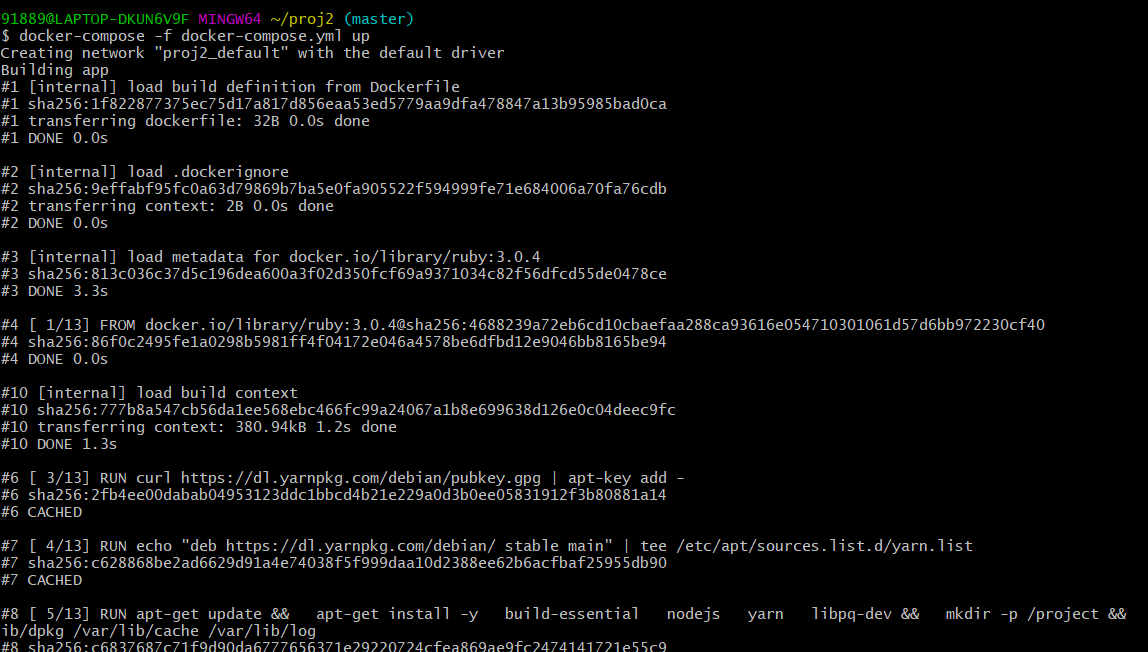 91889@LAPTOP-DKUN6V9F MINGW64 ~/proj2 (master)
$ docker-compose -f docker-compose.yml up
Creating network "proj2_default" with the default driver
Building app
#1 [internal] load build definition from Dockerfile
#1 sha256:1f822877375ec75d17a817d856eaa53ed5779aa9dfa478847a13b95985bad0ca
#1 transferring dockerfile: 32B 0.0s done
#1 DONE 0.0s
#2 [internal] load .dockerignore
#2 sha256:9effabf95fc0a63d79869b7ba5e0fa905522f594999fe71e684006a70fa76cdb
#2 transferring context: 2B 0.0s done
#2 DONE 0.0s
#3 [internal] load metadata for docker.io/library/ruby:3.0.4
#3 sha256:813c036c37d5c196dea600a3f02d350fcf69a9371034c82f56dfcd55de0478ce
#3 DONE 3.3s
#4 [ 1/13] FROM docker.io/library/ruby:3.0.4@sha256:4688239a72eb6cd10cbaefaa288ca93616e054710301061d57d6bb972230cf40
#4 sha256:86f0c2495fe1a0298b5981ff4f04172e046a4578be6dfbd12e9046bb8165be94
#4 DONE 0.0s
#10 [internal] load build context
#10 sha256:777b8a547cb56da1ee568ebc466fc99a24067a1b8e699638d126e0c04deec9fc
#10 transferring context: 380.94kB 1.2s done
#10 DONE 1.3s
#6 [ 3/13] RUN curl https://dl.yarnpkg.com/debian/pubkey.gpg | apt-key add -
#6 sha256:2fb4ee00dabab04953123ddc1bbcd4b21e229a0d3b0ee05831912f3b80881a14
#6 CACHED
#7 [ 4/13] RUN echo "deb https://dl.yarnpkg.com/debian/ stable main" | tee /etc/apt/sources.list.d/yarn.list
#7 sha256:c628868be2ad6629d91a4e74038f5f999daa10d2388ee62b6acfbaf25955db90
#7 CACHED
#8 [ 5/13] RUN apt-get update &&   apt-get install -y   build-essential   nodejs   yarn   libpq-dev &&   mkdir -p /project &&
ib/dpkg /var/lib/cache /var/lib/log
#8 sha256:c6837687c71f9d90da6777656371e29220724cfea869ae9fc2474141721e55c9